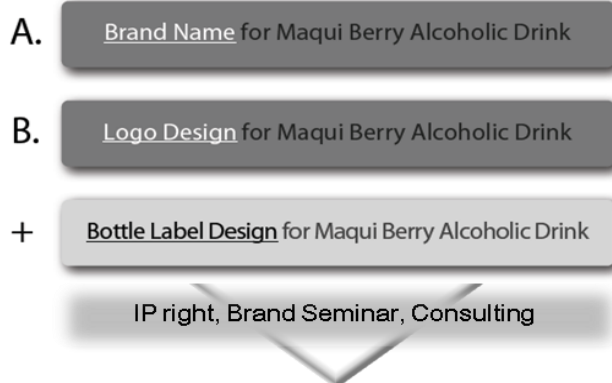 A. Brand Name for Maqui Berry Alcoholic Drink
B. Logo Design for Maqui Berry Alcoholic Drink
+ Bottle Label Design for Maqui Berry Alcoholic Drink
IP right, Brand Seminar, Consulting